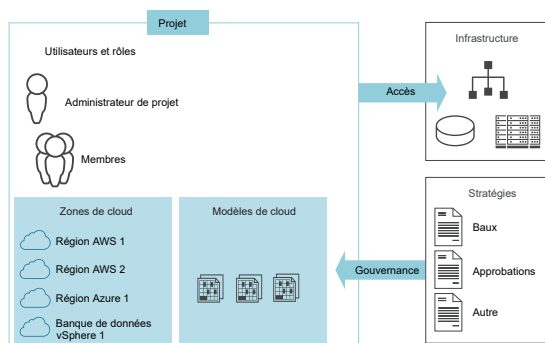 Projet
Utilisateurs et rôles
Administrateur de projet
Membres
Zones de cloud
Région AWS 1
Région AWS 2
Région Azure 1
Banque de données
vSphere 1
Modèles de cloud
Accès
Gouvernance
Infrastructure
Stratégies
Baux
Approbations
Autre